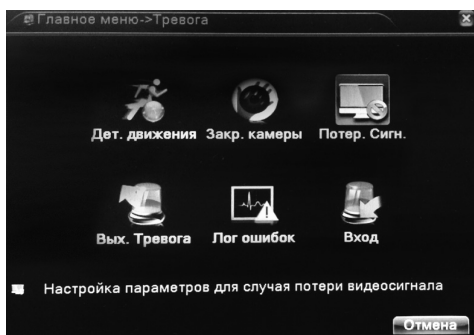 Главное меню->Тревога
Дет. движения Закр. камеры Потер. Сигн.
Вых. Тревога Лог ошибок Вход
Настройка параметров для случая потери видеосигнала
Отмена